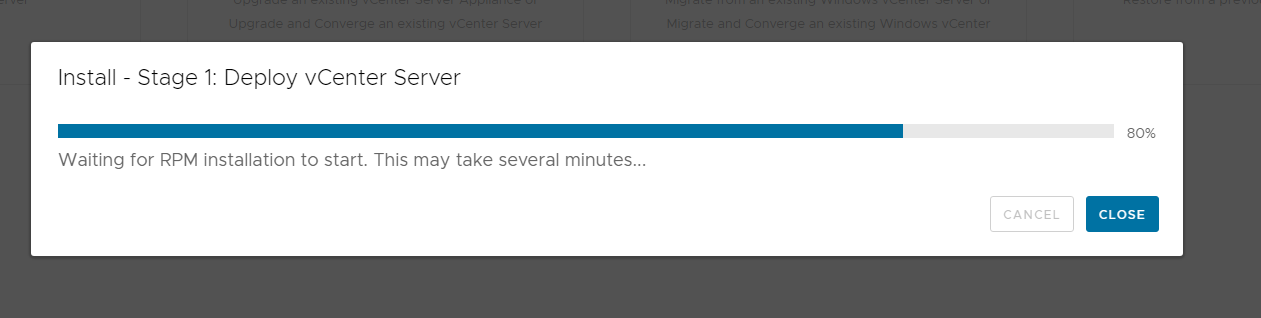 Upgrade an existing vCenter Server Appliance or
Upgrade and Converge an existing vCenter Server
Migrate from an existing Windows vCenter Server or
Migrate and Converge an existing Windows vCenter
Install - Stage 1: Deploy vCenter Server
80%
Waiting for RPM installation to start. This may take several minutes...
CANCEL
CLOSE